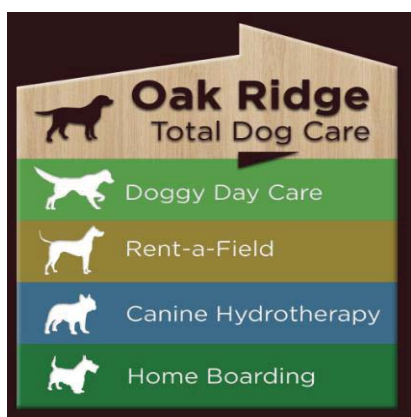 Oak Ridge
Total Dog Care
Doggy Day Care
Rent-a-Field
Canine Hydrotherapy
Home Boarding